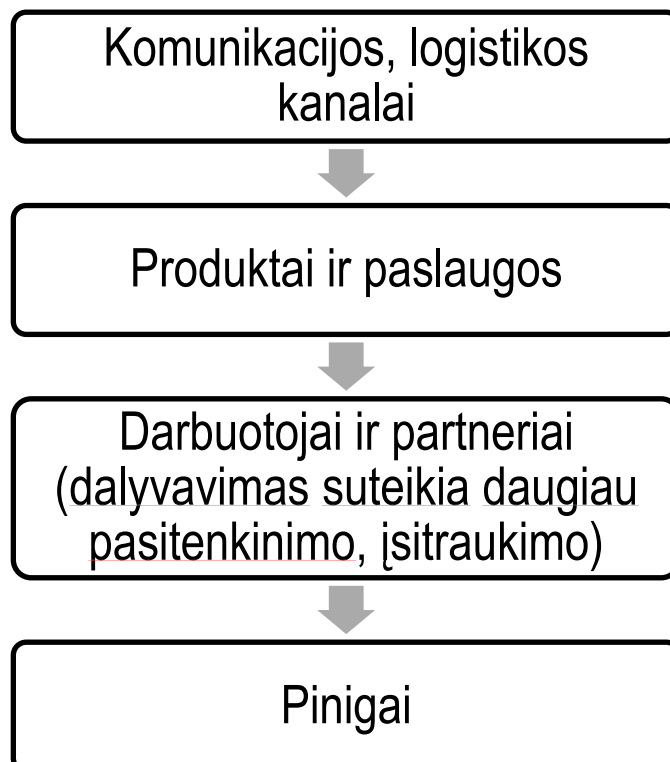 Komunikacijos, logistikos
kanalai
Produktai ir paslaugos
Darbuotojai ir partneriai
(dalyvavimas suteikia daugiau
pasitenkinimo, įsitraukimo)
Pinigai